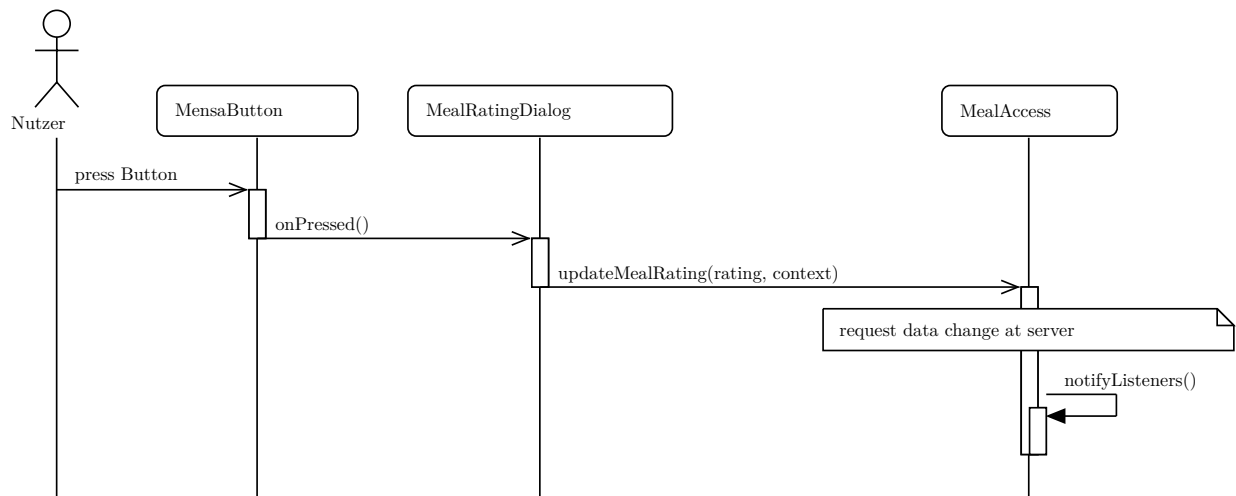 MensaButton
MealRatingDialog
MealAccess
Nutzer
press Button
onPressed()
updateMealRating(rating, context)
request data change at server
notifyListeners()